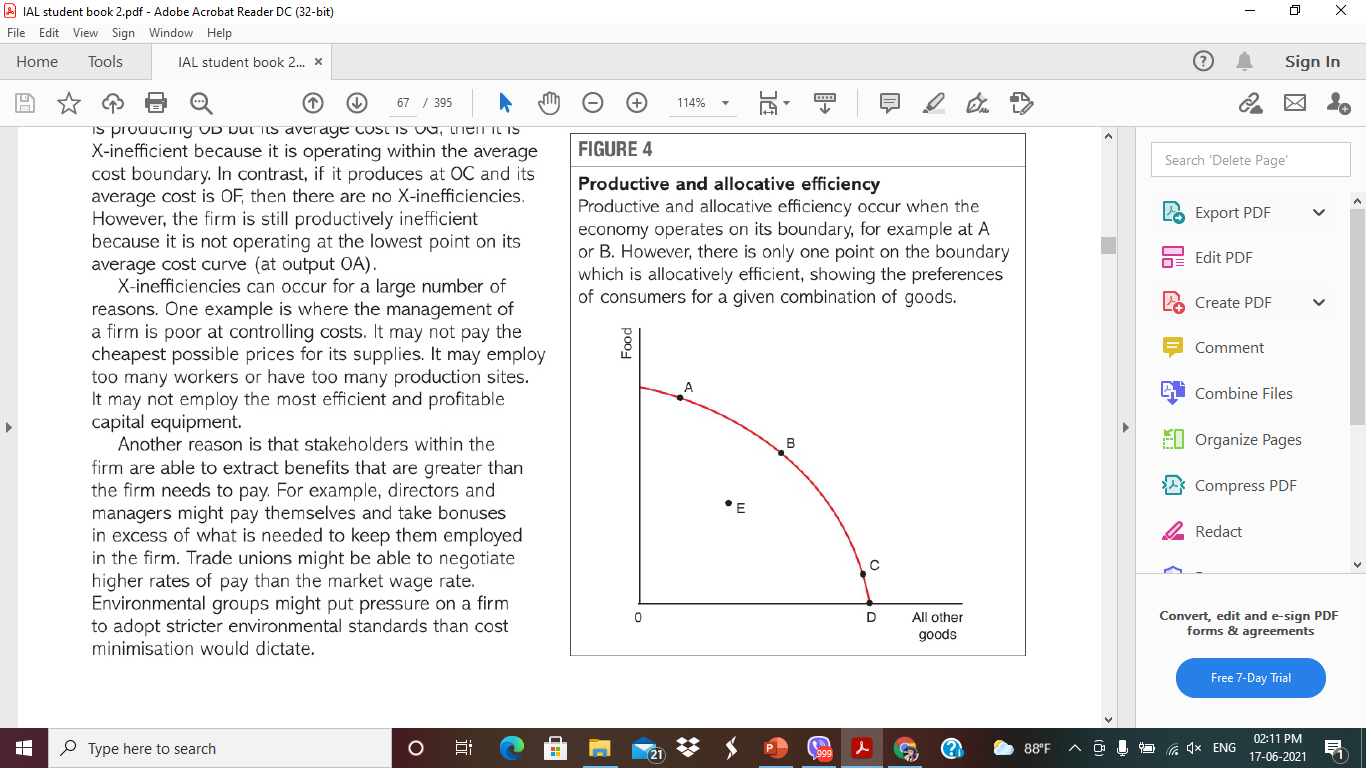 IAL student book 2.pdf - Adobe Acrobat Reader DC (32-bit)
File Edit View Sign Window Help
Home Tools IAL student book 2... ×
Sign In
67 / 395
114%
is producing OB but its average cost is OG, then it is
X-inefficient because it is operating within the average
cost boundary. In contrast, if it produces at OC and its
average cost is OF, then there are no X-inefficiencies.
However, the firm is still productively inefficient
because it is not operating at the lowest point on its
average cost curve (at output OA).
X-inefficiencies can occur for a large number of
reasons. One example is where the management of
a firm is poor at controlling costs. It may not pay the
cheapest possible prices for its supplies. It may employ
too many workers or have too many production sites.
It may not employ the most efficient and profitable
capital equipment.
Another reason is that stakeholders within the
firm are able to extract benefits that are greater than
the firm needs to pay. For example, directors and
managers might pay themselves and take bonuses
in excess of what is needed to keep them employed
in the firm. Trade unions might be able to negotiate
higher rates of pay than the market wage rate.
Environmental groups might put pressure on a firm
to adopt stricter environmental standards than cost
minimisation would dictate.
FIGURE 4
Productive and allocative efficiency
Productive and allocative efficiency occur when the
economy operates on its boundary, for example at A
or B. However, there is only one point on the boundary
which is allocatively efficient, showing the preferences
of consumers for a given combination of goods.
Food
A
B
E
C
0
D
All other
goods
Search 'Delete Page'
Export PDF
Edit PDF
Create PDF
Comment
Combine Files
Organize Pages
Compress PDF
Redact
Convert, edit and e-sign PDF
forms & agreements
Free 7-Day Trial
Type here to search
21
999
88°F
ENG
02:11 PM
17-06-2021
1